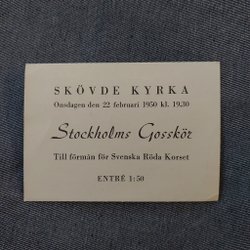 SKÖVDE KYRKA
Onsdagen den 22 februari 1950 kl. 19,30
Stockholms Gosskör
Till förmån för Svenska Röda Korset
ENTRÉ 1:50